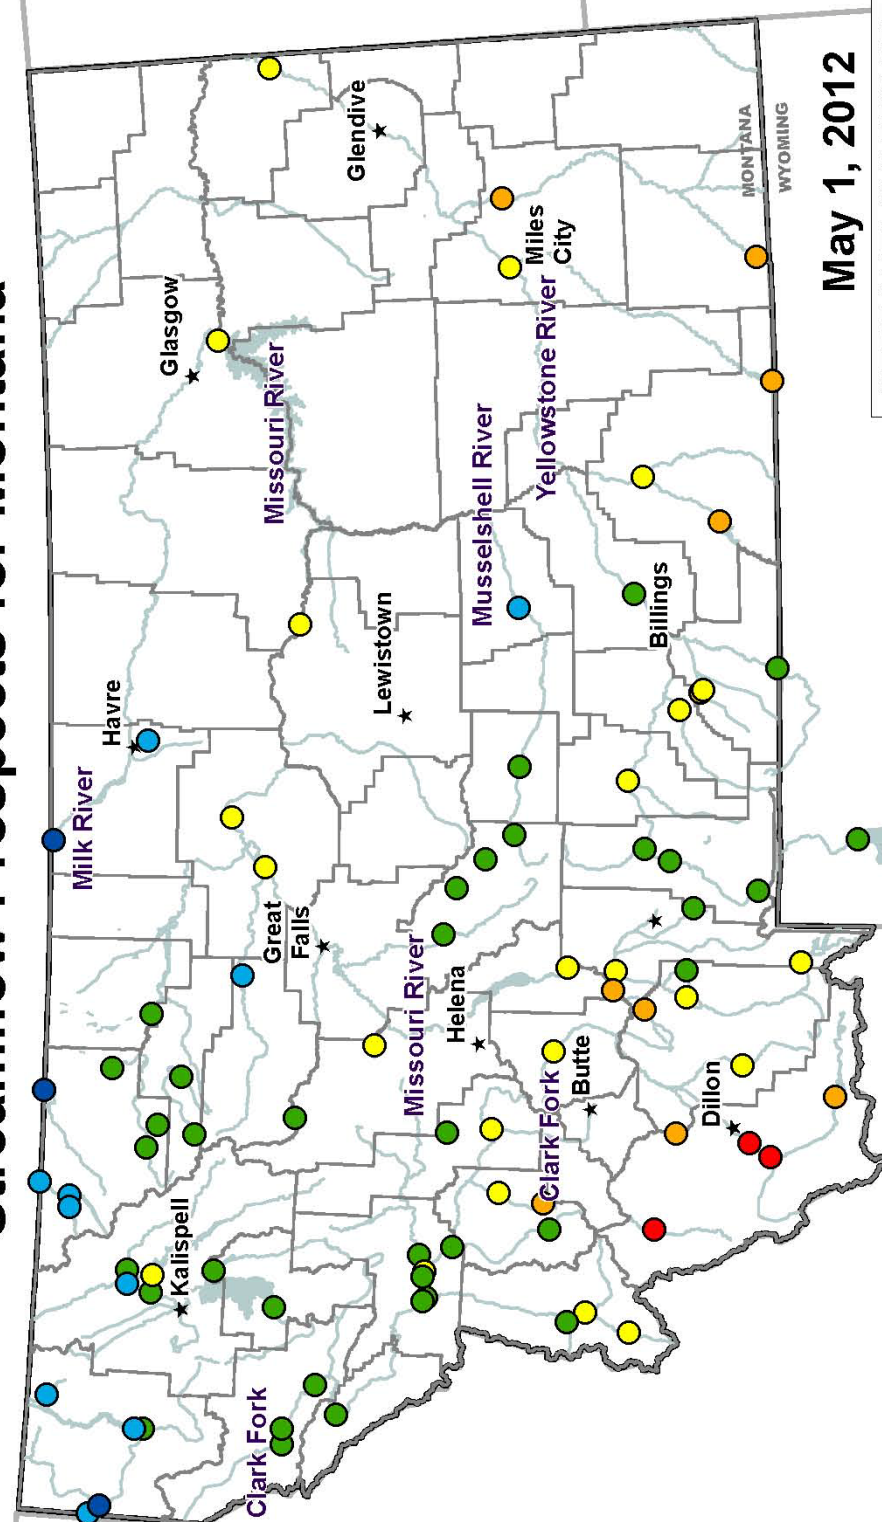 Streamflow Prospects for Montana
Milk River
Havre
Glasgow
Kalispell
Clark Fork
Great
Falls
Missouri River
Glendive
Lewistown
Missouri River
Helena
Musselshell River
Yellowstone River
Miles
City
Clark Fork
Butte
Billings
Dillon
MONTANA
WYOMING
May 1, 2012